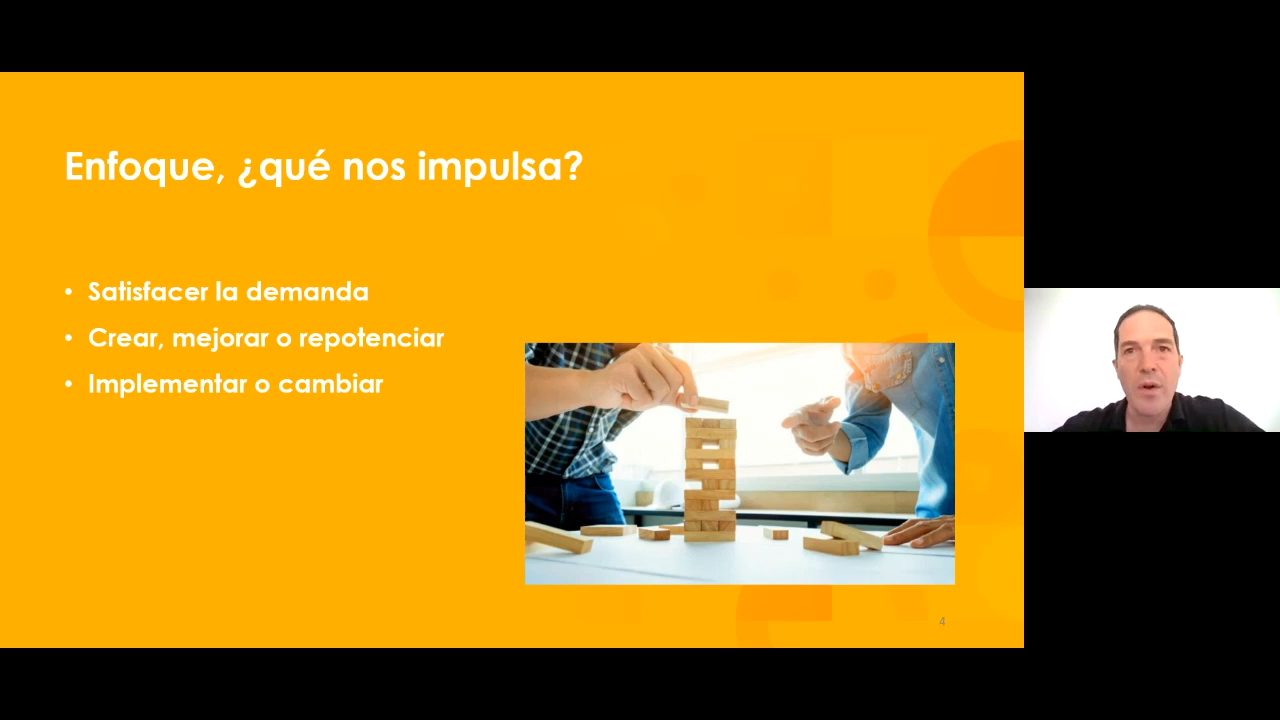 Enfoque, ¿qué nos impulsa?
• Satisfacer la demanda
• Crear, mejorar o repotenciar
• Implementar o cambiar
4